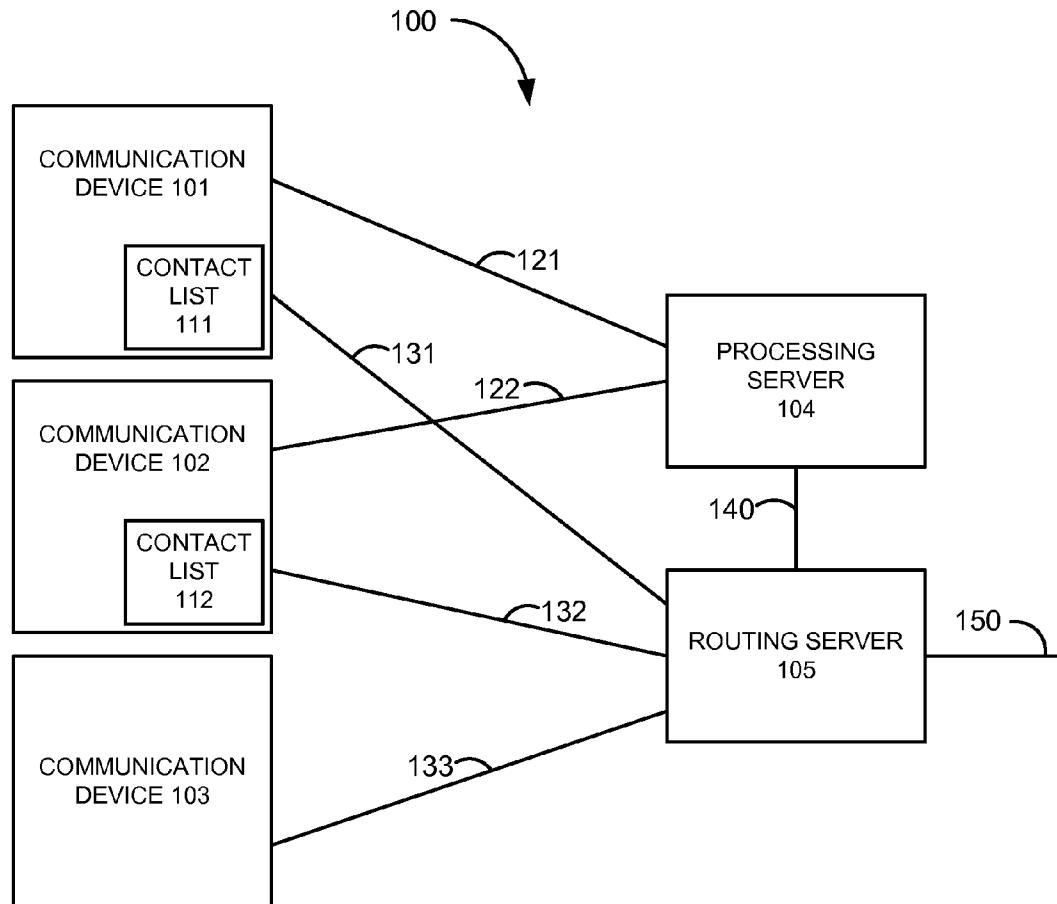 100
COMMUNICATION
DEVICE 101
CONTACT
LIST
111
121
131
PROCESSING
SERVER
104
122
COMMUNICATION
DEVICE 102
CONTACT
LIST
112
140
132
ROUTING SERVER
105
150
COMMUNICATION
DEVICE 103
133